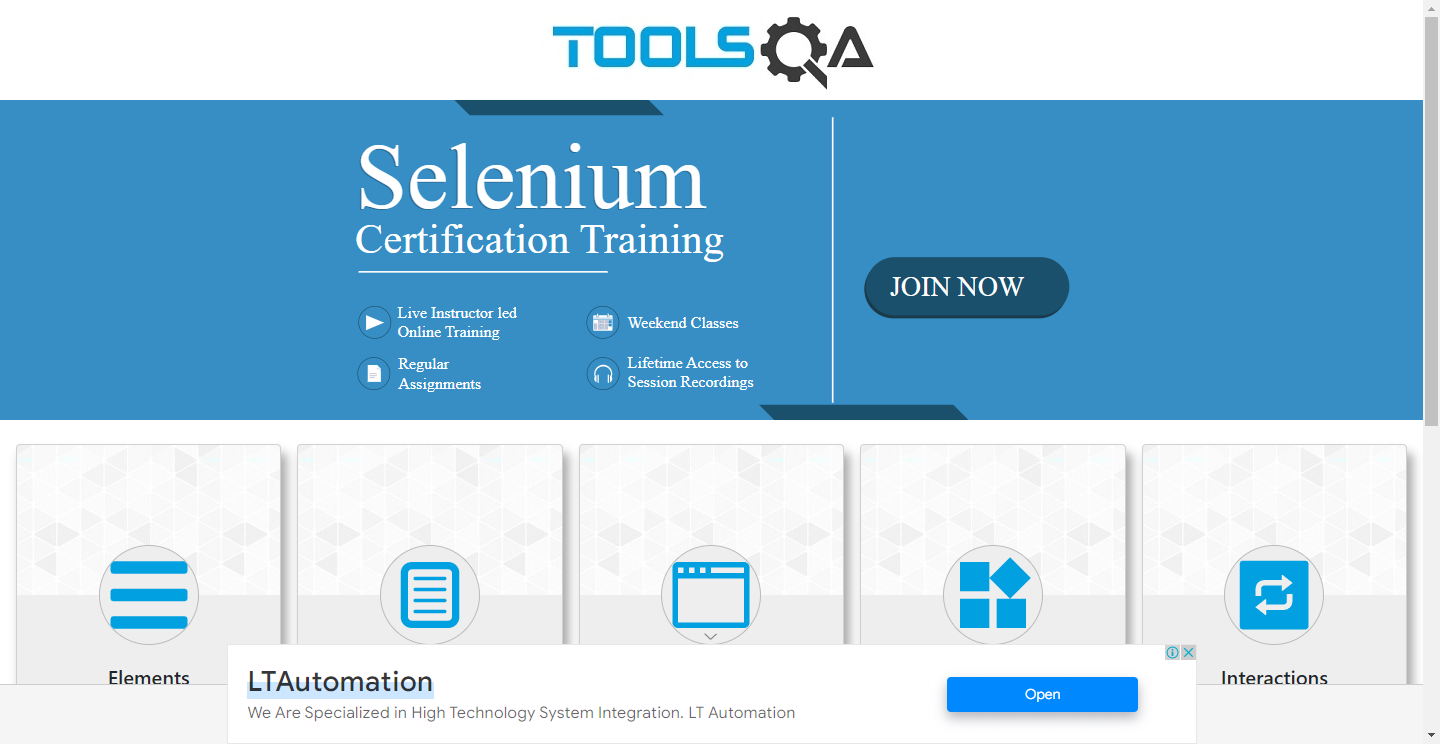 TOOLSQA
Selenium
Certification Training
JOIN NOW
Live Instructor led
Online Training
Weekend Classes
Regular
Assignments
Lifetime Access to
Session Recordings
Elements
Interactions
LTAutomation
We Are Specialized in High Technology System Integration. LT Automation
Open